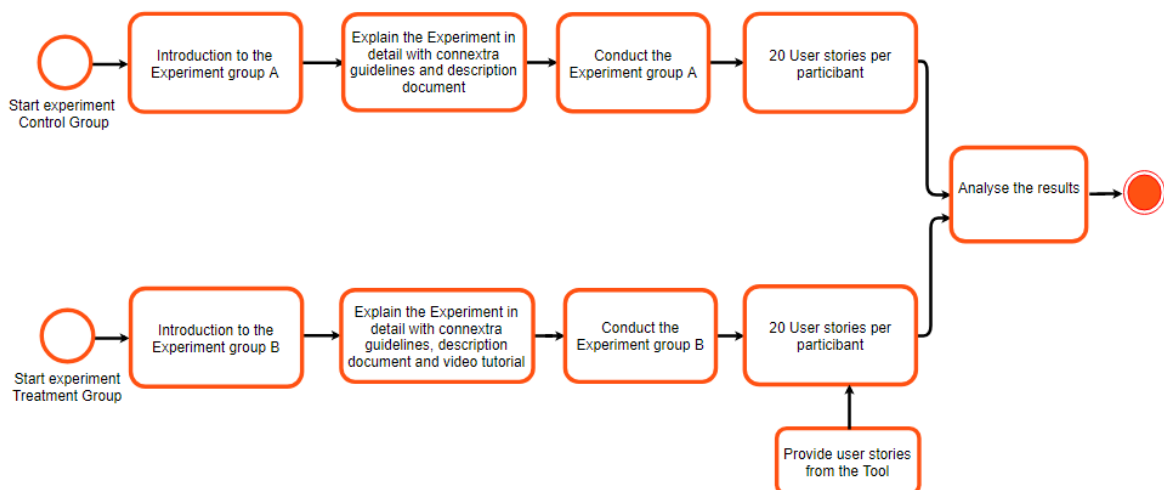 Start experiment
Control Group
Introduction to the
Experiment group A
Explain the Experiment in
detail with connextra
guidelines and description
document
Conduct the
Experiment group A
20 User stories per
particibant
Analyse the results
Start experiment
Treatment Group
Introduction to the
Experiment group B
Explain the Experiment in
detail with connextra
guidelines, description
document and video tutorial
Conduct the
Experiment group B
20 User stories per
particibant
Provide user stories
from the Tool